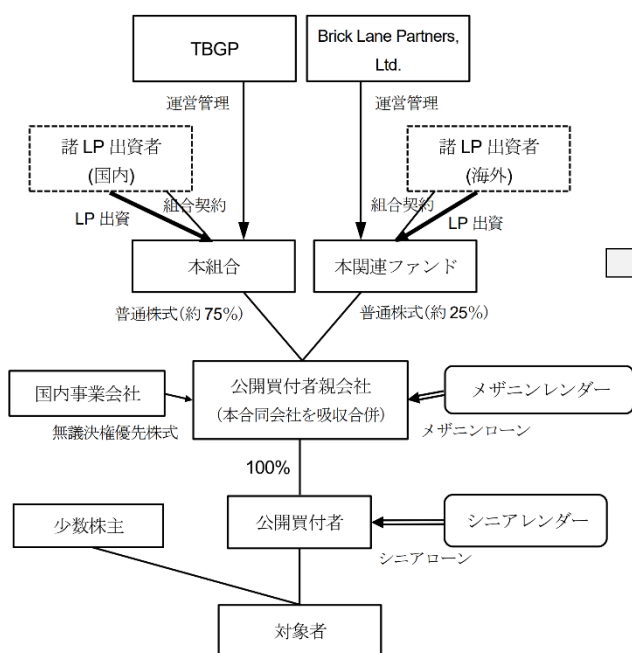 TBGP
Brick Lane Partners,
Ltd.
運営管理
運営管理
諸 LP 出資者
(国内)
諸 LP 出資者
(海外)
組合契約
組合契約
LP 出資
LP 出資
本組合
本関連ファンド
普通株式(約 75%)
普通株式(約 25%)
国内事業会社
公開買付者親会社
(本合同会社を吸収合併)
メザニンレンダー
無議決権優先株式
メザニンローン
100%
少数株主
公開買付者
シニアレンダー
シニアローン
対象者